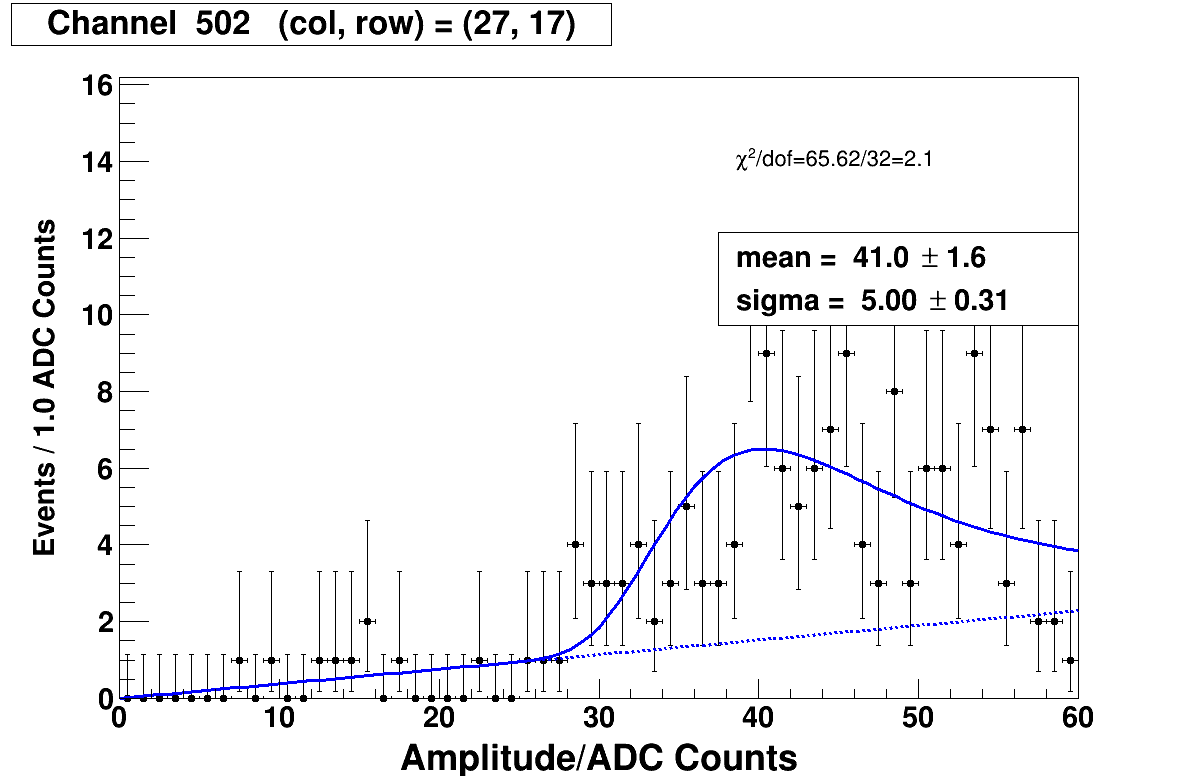 Channel 502 (col, row) = (27, 17)
16
14
12
10
8
6
4
2
0
Events / 1.0 ADC Counts
χ²/dof=65.62/32=2.1
mean = 41.0 ± 1.6
sigma = 5.00 ± 0.31
0 10 20 30 40 50 60
Amplitude/ADC Counts